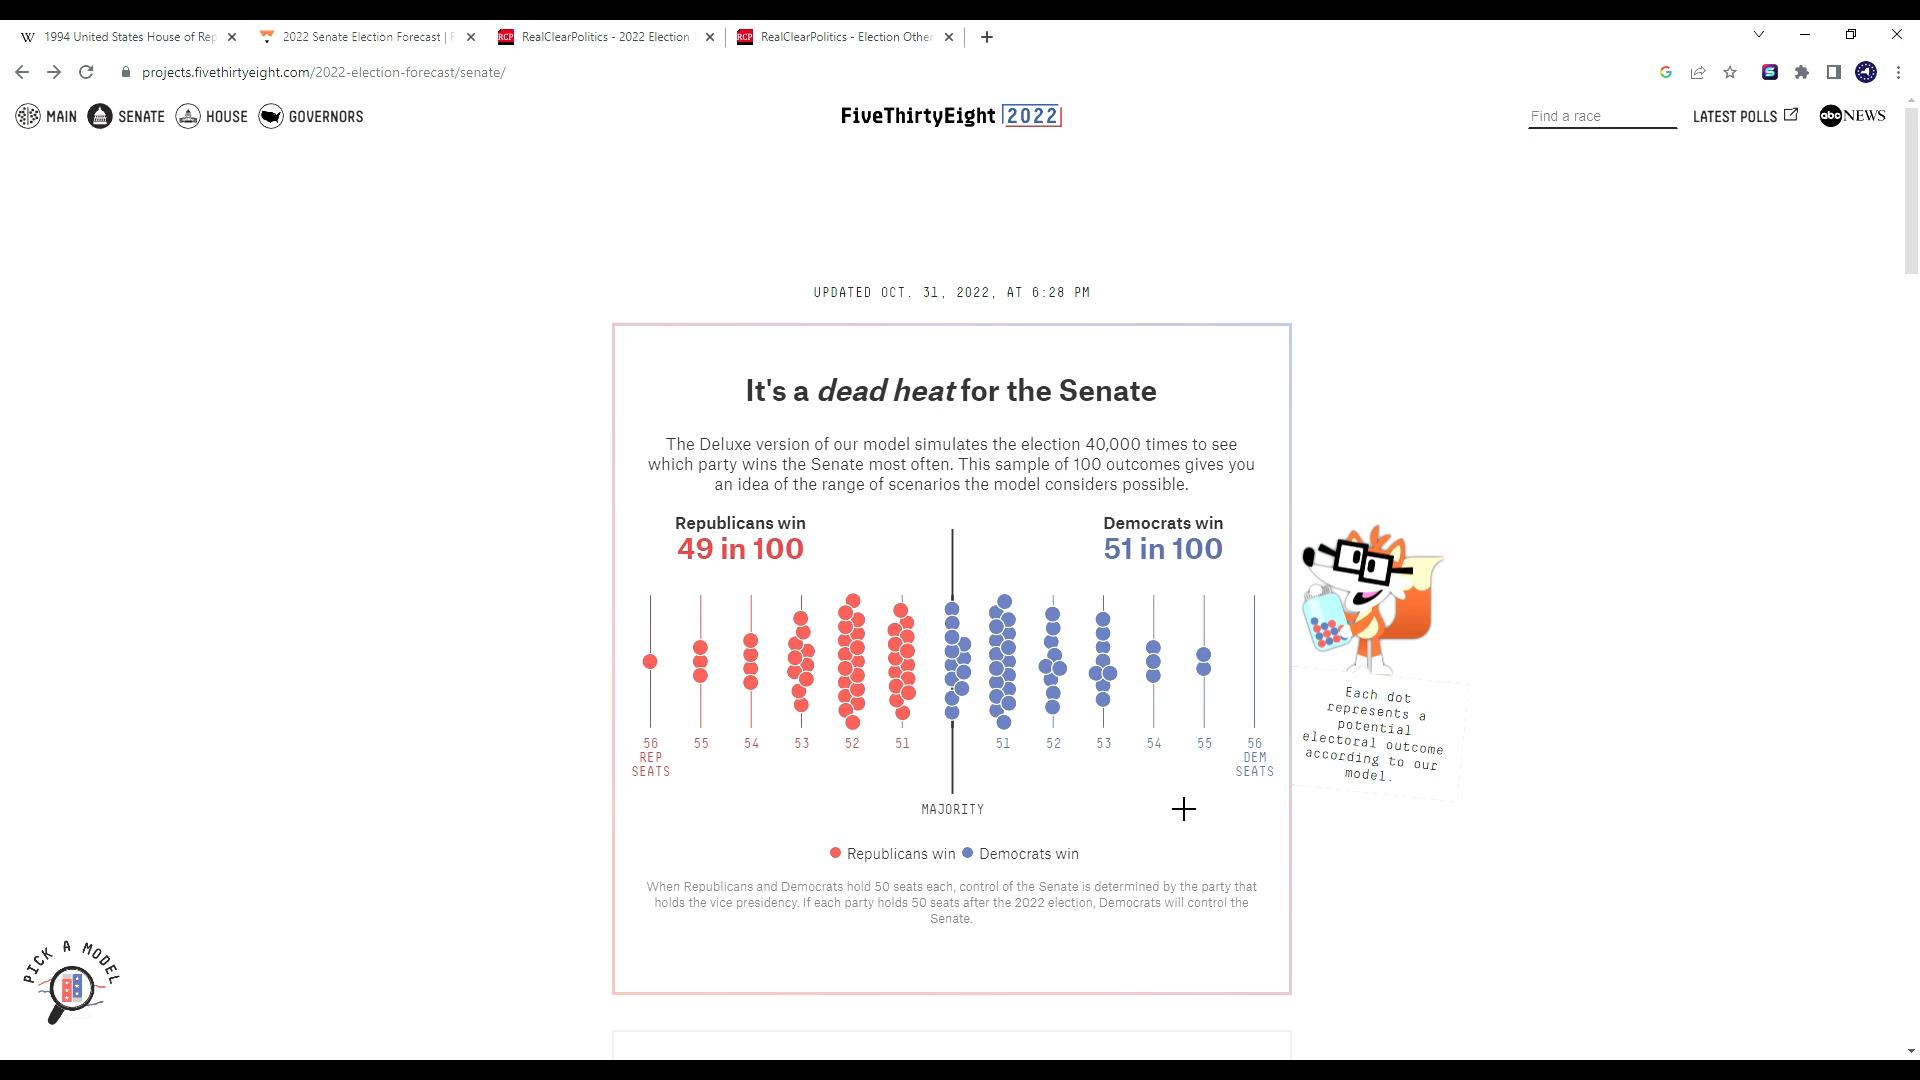 1994 United States House of Rep
2022 Senate Election Forecast | F
RealClearPolitics - 2022 Election
RealClearPolitics - Election Other
projects.fivethirtyeight.com/2022-election-forecast/senate/
MAIN SENATE HOUSE GOVERNORS
FiveThirtyEight 2022
Find a race
LATEST POLLS
abc NEWS
UPDATED OCT. 31, 2022, AT 6:28 PM
It's a dead heat for the Senate
The Deluxe version of our model simulates the election 40,000 times to see
which party wins the Senate most often. This sample of 100 outcomes gives you
an idea of the range of scenarios the model considers possible.
Republicans win
49 in 100
Democrats win
51 in 100
56 55 54 53 52 51 51 52 53 54 55 56
REP DEM
SEATS SEATS
MAJORITY
Republicans win Democrats win
When Republicans and Democrats hold 50 seats each, control of the Senate is determined by the party that
holds the vice presidency. If each party holds 50 seats after the 2022 election, Democrats will control the
Senate.
Each dot
represents a
potential
electoral outcome
according to our
model.
PICK A MODEL